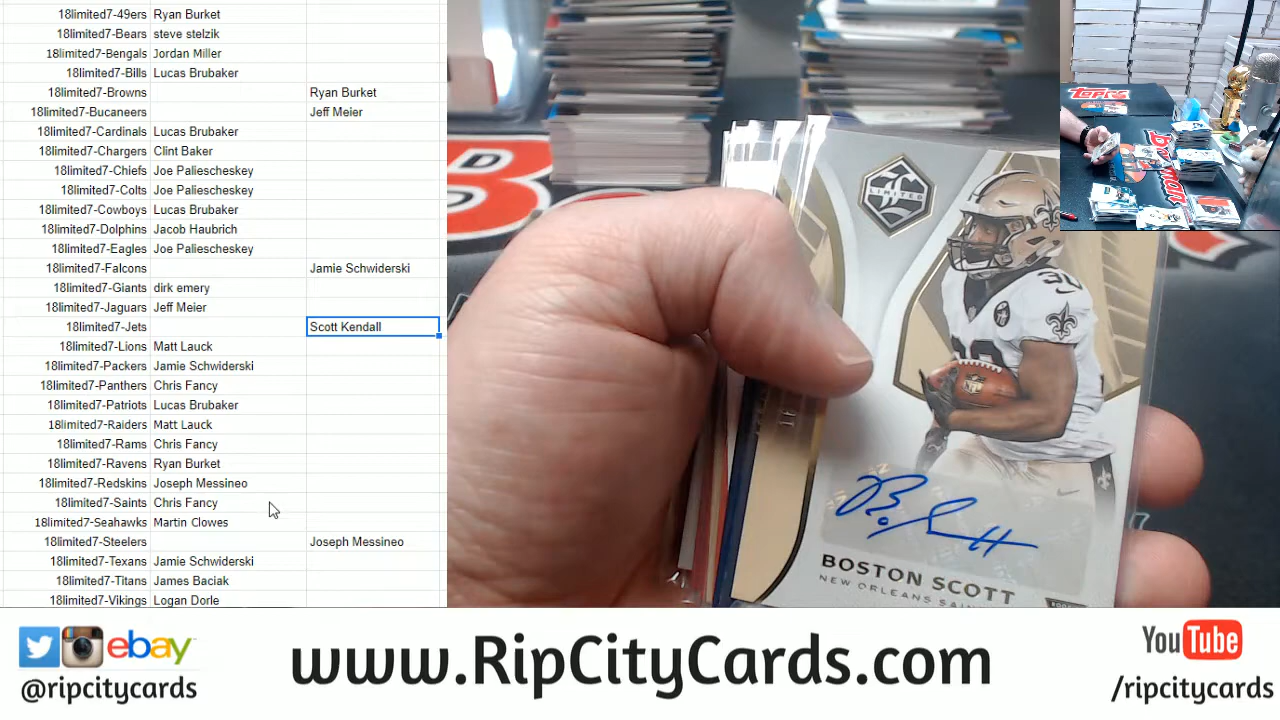 18limited7-49ers Ryan Burket
18limited7-Bears steve stelzik
18limited7-Bengals Jordan Miller
18limited7-Bills Lucas Brubaker
18limited7-Browns Ryan Burket
18limited7-Bucaneers Jeff Meier
18limited7-Cardinals Lucas Brubaker
18limited7-Chargers Clint Baker
18limited7-Chiefs Joe Paliescheskey
18limited7-Colts Joe Paliescheskey
18limited7-Cowboys Lucas Brubaker
18limited7-Dolphins Jacob Haubrich
18limited7-Eagles Joe Paliescheskey
18limited7-Falcons Jamie Schwiderski
18limited7-Giants dirk emery
18limited7-Jaguars Jeff Meier
18limited7-Jets Scott Kendall
18limited7-Lions Matt Lauck
18limited7-Packers Jamie Schwiderski
18limited7-Panthers Chris Fancy
18limited7-Patriots Lucas Brubaker
18limited7-Raiders Matt Lauck
18limited7-Rams Chris Fancy
18limited7-Ravens Ryan Burket
18limited7-Redskins Joseph Messineo
18limited7-Saints Chris Fancy
18limited7-Seahawks Martin Clowes
18limited7-Steelers Joseph Messineo
18limited7-Texans Jamie Schwiderski
18limited7-Titans James Baciak
18limited7-Vikings Logan Dorle
LIMITED
30
BOSTON SCOTT
NEW ORLEANS
TOPPS
ebay
@ripcitycards
www.RipCityCards.com
YouTube
/ripcitycards